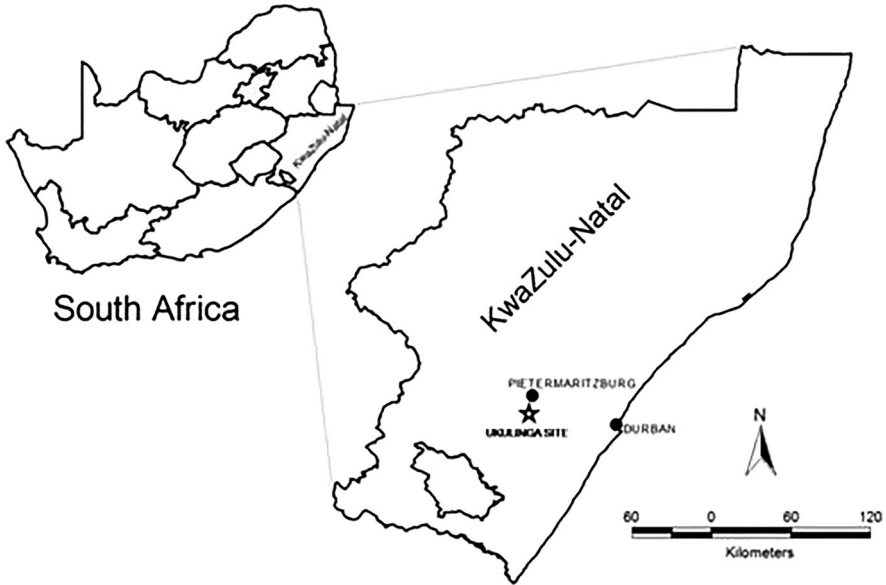 KwaZulu-Natal
South Africa
KwaZulu-Natal
PIETERMARITZBURG
UKULINGA SITE
DURBAN
N
60 0 60 120
Kilometers